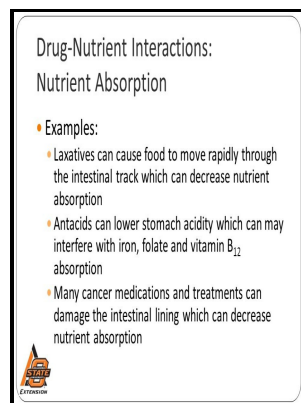 Drug-Nutrient Interactions:
Nutrient Absorption
• Examples:
• Laxatives can cause food to move rapidly through
the intestinal track which can decrease nutrient
absorption
• Antacids can lower stomach acidity which can may
interfere with iron, folate and vitamin B12
absorption
• Many cancer medications and treatments can
damage the intestinal lining which can decrease
nutrient absorption
STATE
EXTENSION